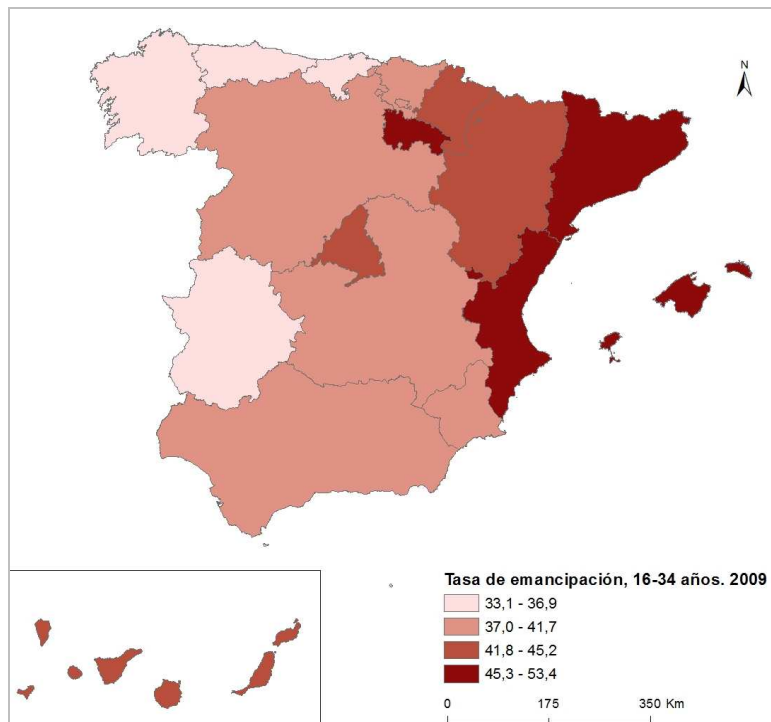 N
Tasa de emancipación, 16-34 años. 2009
33,1 - 36,9
37,0 - 41,7
41,8 - 45,2
45,3 - 53,4
0 175 350 Km